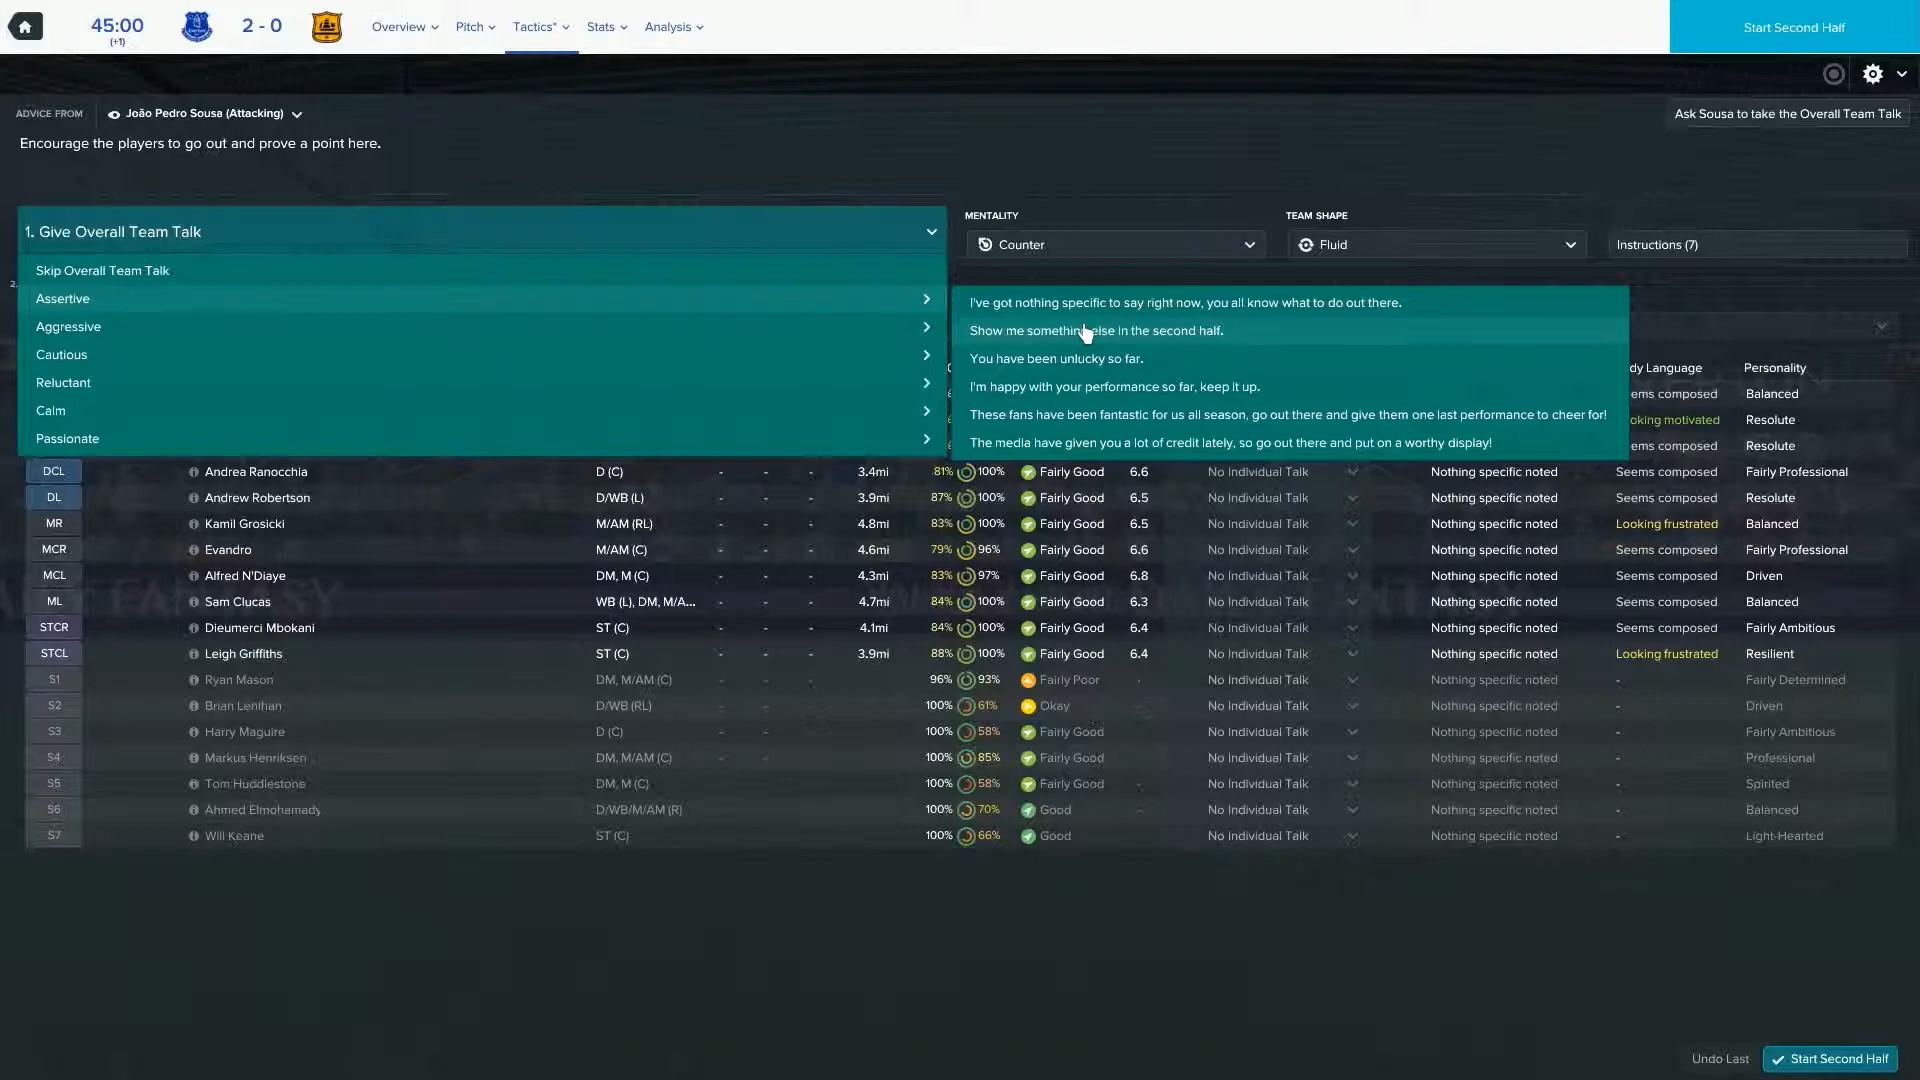 45:00
(+1)
2 - 0
Overview
Pitch
Tactics*
Stats
Analysis
Start Second Half
ADVICE FROM
João Pedro Sousa (Attacking)
Ask Sousa to take the Overall Team Talk
Encourage the players to go out and prove a point here.
1. Give Overall Team Talk
MENTALITY
Counter
TEAM SHAPE
Fluid
Instructions (7)
2.
Skip Overall Team Talk
Assertive
Aggressive
Cautious
Reluctant
Calm
Passionate
I've got nothing specific to say right now, you all know what to do out there.
Show me something else in the second half.
You have been unlucky so far.
I'm happy with your performance so far, keep it up.
These fans have been fantastic for us all season, go out there and give them one last performance to cheer for!
The media have given you a lot of credit lately, so go out there and put on a worthy display!
dy Language Personality
ems composed Balanced
oking motivated Resolute
ems composed Resolute
DCL Andrea Ranocchia D (C) - - - 3.4mi 81% 100% Fairly Good 6.6 No Individual Talk Nothing specific noted Seems composed Fairly Professional
DL Andrew Robertson D/WB (L) - - - 3.9mi 87% 100% Fairly Good 6.5 No Individual Talk Nothing specific noted Seems composed Resolute
MR Kamil Grosicki M/AM (RL) - - - 4.8mi 83% 100% Fairly Good 6.5 No Individual Talk Nothing specific noted Looking frustrated Balanced
MCR Evandro M/AM (C) - - - 4.6mi 79% 96% Fairly Good 6.6 No Individual Talk Nothing specific noted Seems composed Fairly Professional
MCL Alfred N'Diaye DM, M (C) - - - 4.3mi 83% 97% Fairly Good 6.8 No Individual Talk Nothing specific noted Seems composed Driven
ML Sam Clucas WB (L), DM, M/A... - - - 4.7mi 84% 100% Fairly Good 6.3 No Individual Talk Nothing specific noted Seems composed Balanced
STCR Dieumerci Mbokani ST (C) - - - 4.1mi 84% 100% Fairly Good 6.4 No Individual Talk Nothing specific noted Seems composed Fairly Ambitious
STCL Leigh Griffiths ST (C) - - - 3.9mi 88% 100% Fairly Good 6.4 No Individual Talk Nothing specific noted Looking frustrated Resilient
S1 Ryan Mason DM, M/AM (C) 96% 93% Fairly Poor - No Individual Talk Nothing specific noted - Fairly Determined
S2 Brian Lenihan D/WB (RL) 100% 61% Okay - No Individual Talk Nothing specific noted - Driven
S3 Harry Maguire D (C) 100% 58% Fairly Good - No Individual Talk Nothing specific noted - Fairly Ambitious
S4 Markus Henriksen DM, M/AM (C) 100% 85% Fairly Good - No Individual Talk Nothing specific noted - Professional
S5 Tom Huddlestone DM, M (C) 100% 58% Fairly Good - No Individual Talk Nothing specific noted - Spirited
S6 Ahmed Elmohamady D/WB/M/AM (R) 100% 70% Good - No Individual Talk Nothing specific noted - Balanced
S7 Will Keane ST (C) 100% 66% Good - No Individual Talk Nothing specific noted - Light-Hearted
Undo Last
Start Second Half